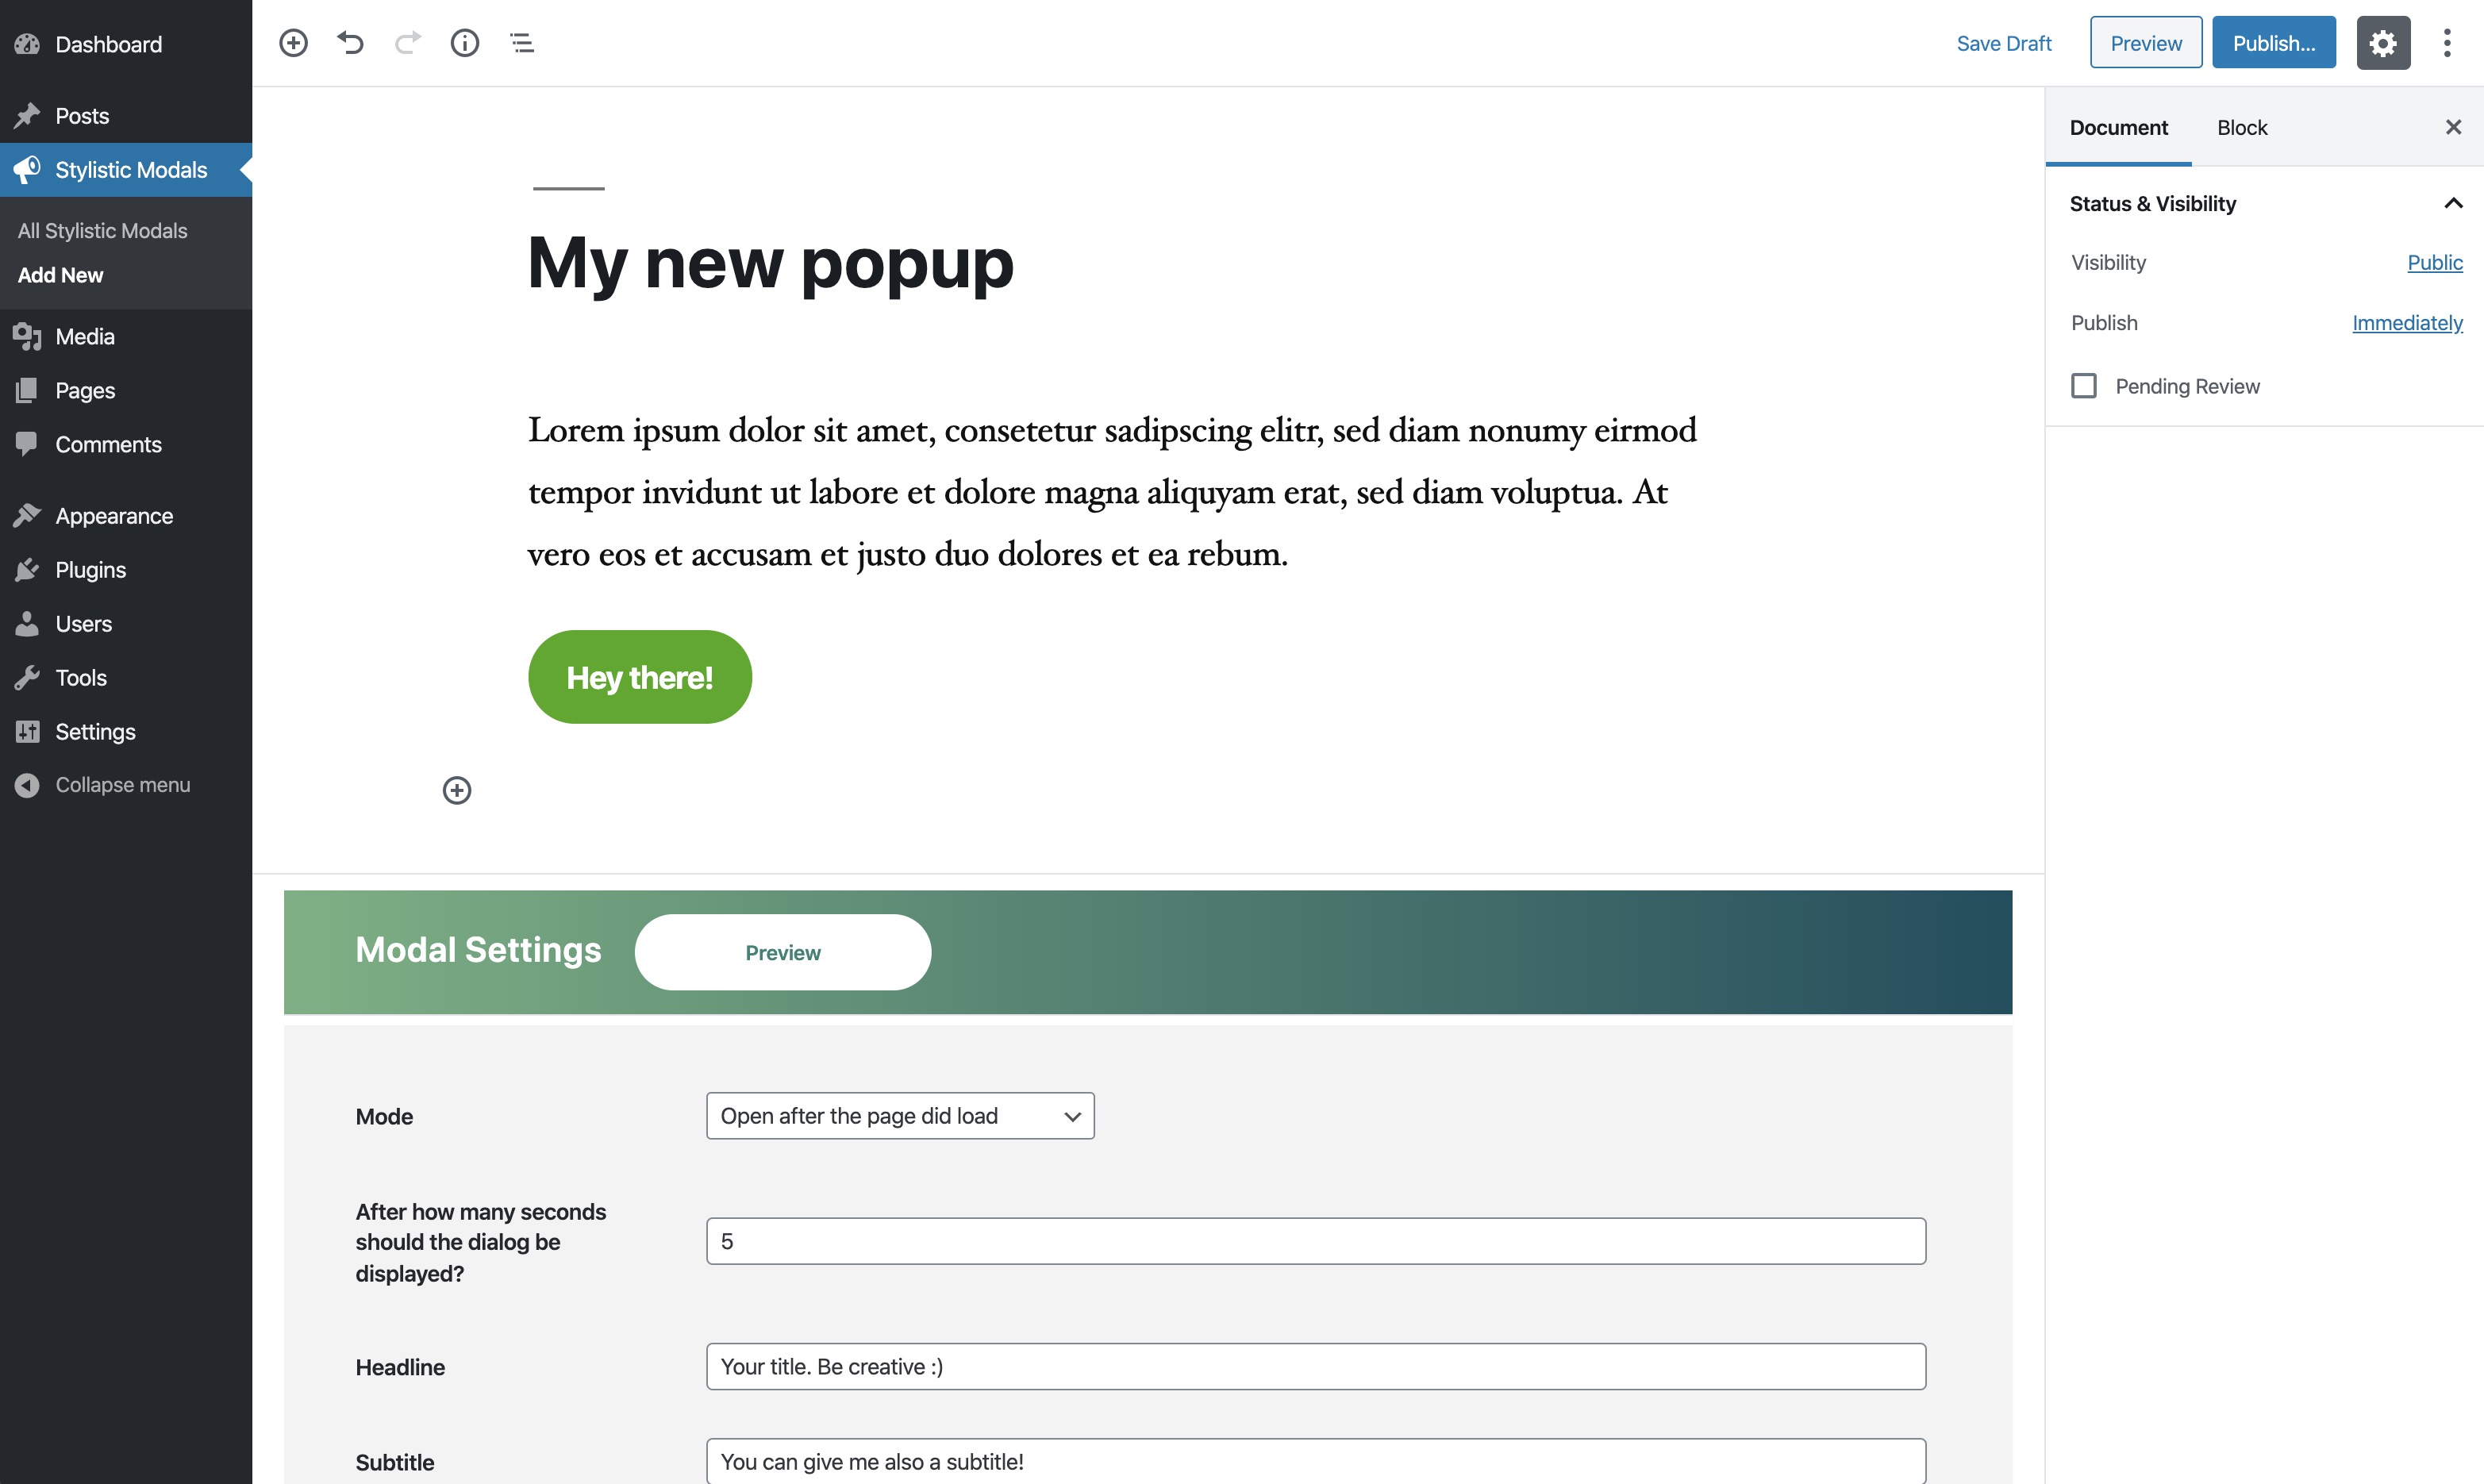 Dashboard
Posts
Stylistic Modals
All Stylistic Modals
Add New
Media
Pages
Comments
Appearance
Plugins
Users
Tools
Settings
Collapse menu
Save Draft
Preview
Publish...
My new popup
Lorem ipsum dolor sit amet, consetetur sadipscing elitr, sed diam nonumy eirmod
tempor invidunt ut labore et dolore magna aliquyam erat, sed diam voluptua. At
vero eos et accusam et justo duo dolores et ea rebum.
Hey there!
Modal Settings
Preview
Mode
Open after the page did load
After how many seconds
should the dialog be
displayed?
5
Headline
Your title. Be creative :)
Subtitle
You can give me also a subtitle!
Document
Block
Status & Visibility
Visibility
Public
Publish
Immediately
Pending Review